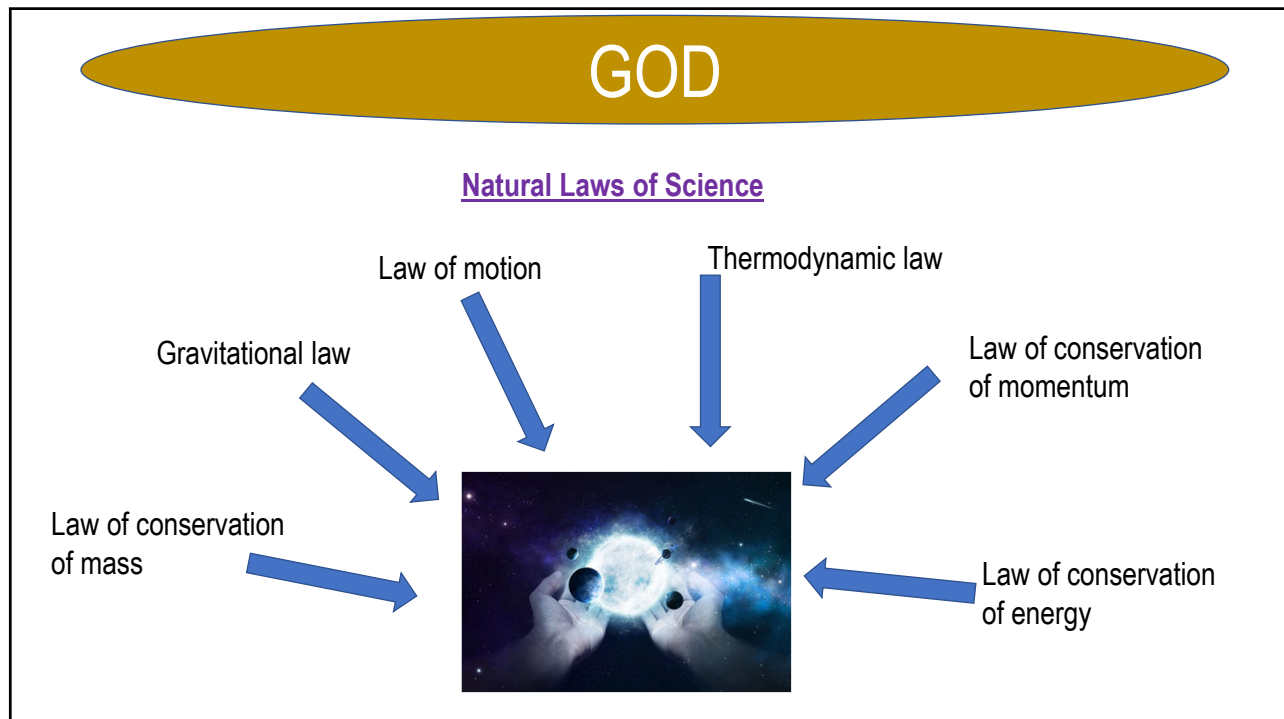 GOD
Natural Laws of Science
Law of motion
Thermodynamic law
Gravitational law
Law of conservation
of momentum
Law of conservation
of mass
Law of conservation
of energy